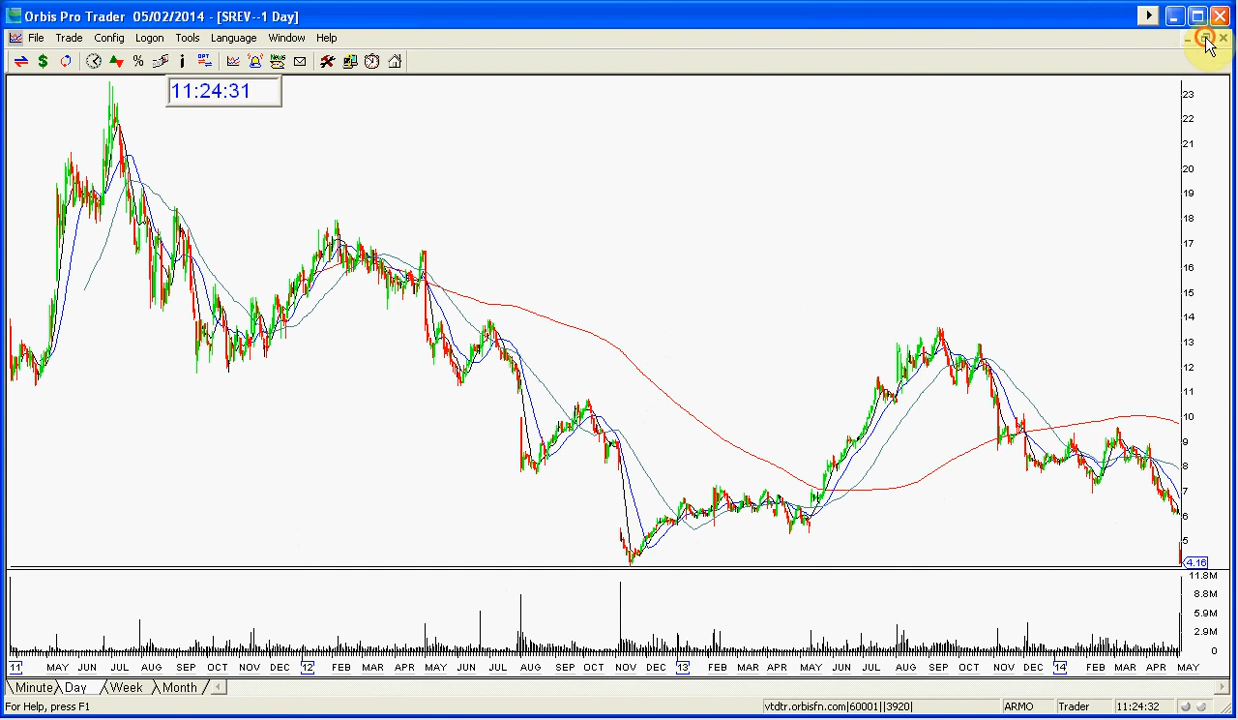 Orbis Pro Trader 05/02/2014 - [SREV--1 Day]
File Trade Config Logon Tools Language Window Help
11:24:31
23
22
21
20
19
18
17
16
15
14
13
12
11
10
9
8
7
6
5
4.16
11.8M
8.8M
5.9M
2.9M
0
11 MAY JUN JUL AUG SEP OCT NOV DEC 12 FEB MAR APR MAY JUN JUL AUG SEP OCT NOV DEC 13 FEB MAR APR MAY JUN JUL AUG SEP OCT NOV DEC 14 FEB MAR APR MAY
Minute Day Week Month
For Help, press F1 vtdtr.orbisfn.com|60001||3920| ARMO Trader 11:24:32